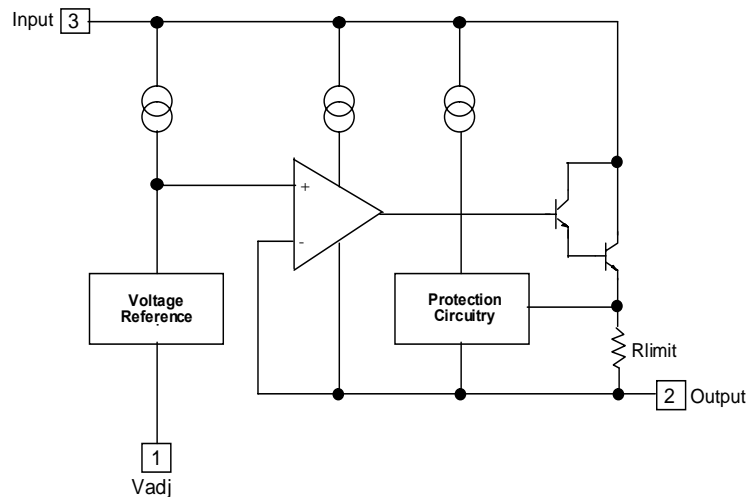 Input 3
+
-
Voltage
Reference
Protection
Circuitry
Rlimit
2 Output
1
Vadj